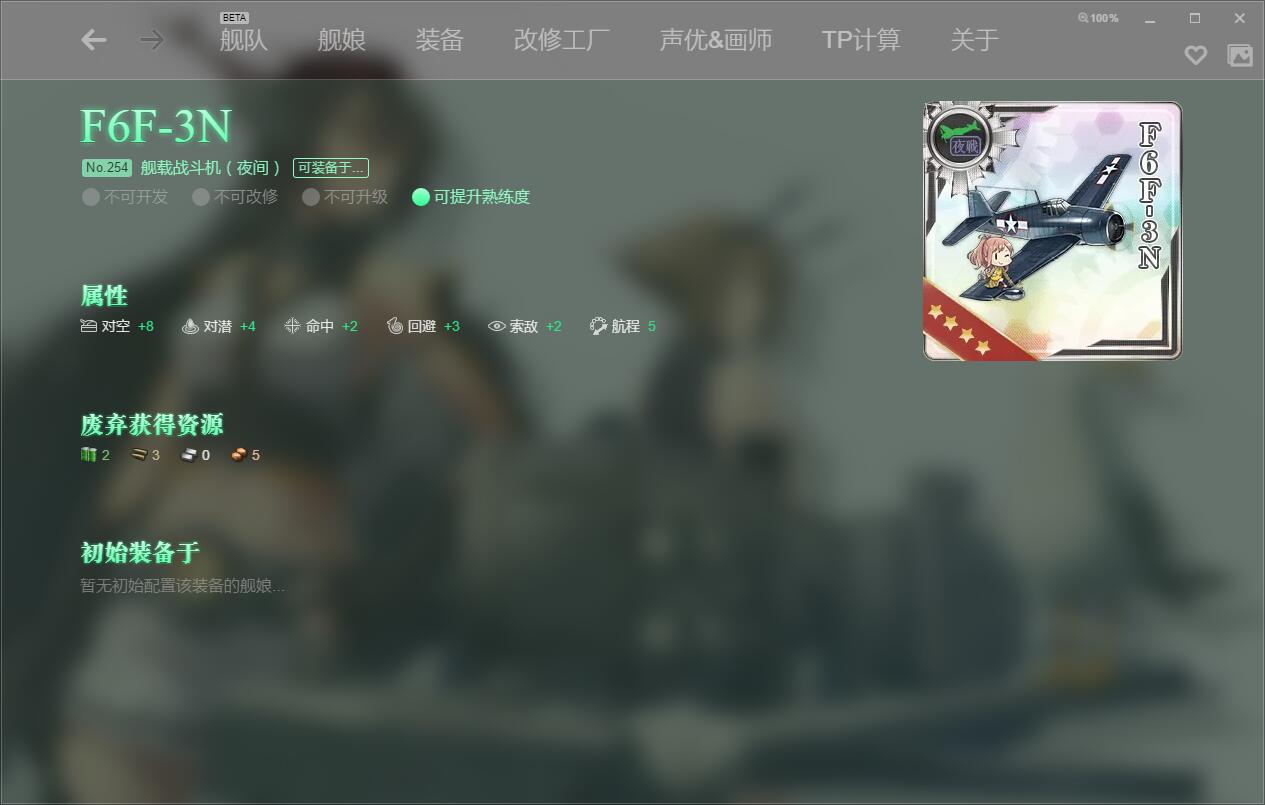 BETA
舰队 舰娘 装备 改修工厂 声优&画师 TP计算 关于
100%
F6F-3N
No.254 舰载战斗机（夜间） 可装备于...
不可开发 不可改修 不可升级 可提升熟练度
夜戦
F6F-3N
属性
对空 +8 对潜 +4 命中 +2 回避 +3 索敌 +2 航程 5
废弃获得资源
2 3 0 5
初始装备于
暂无初始配置该装备的舰娘...